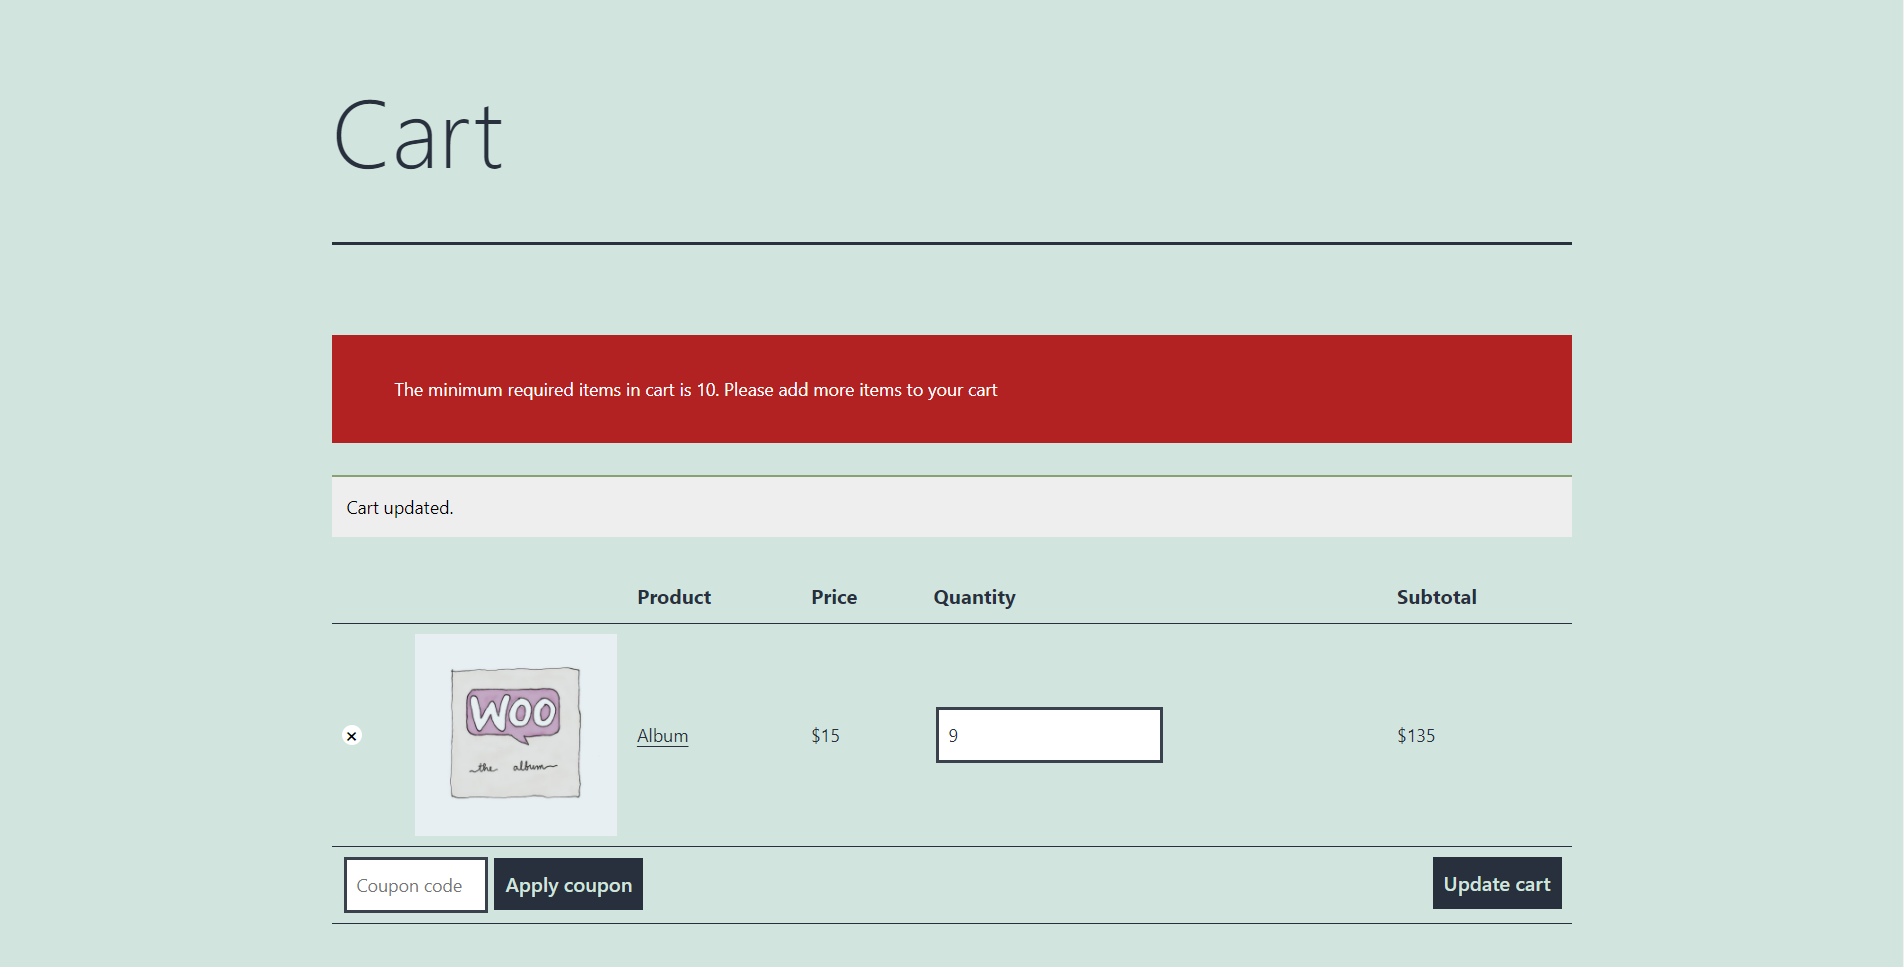 Cart
The minimum required items in cart is 10. Please add more items to your cart
Cart updated.
Product Price Quantity Subtotal
WOO
the album
× Album $15 9 $135
Coupon code Apply coupon Update cart